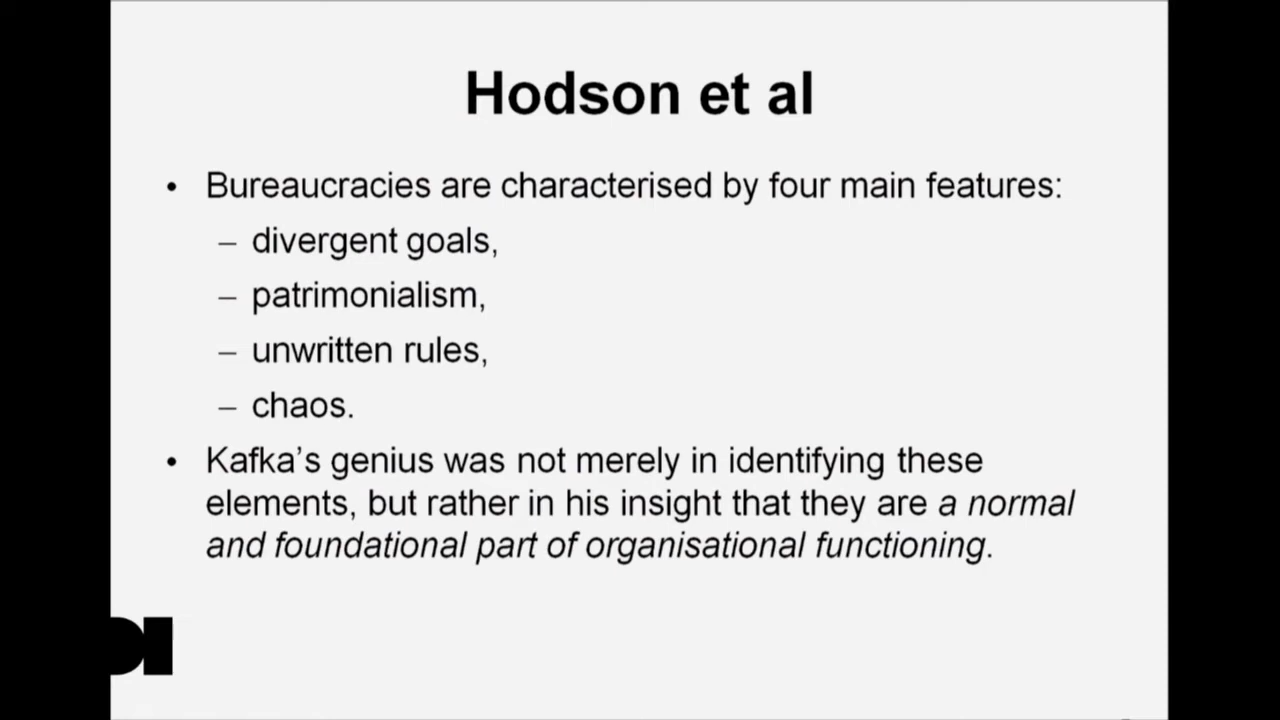 Hodson et al
• Bureaucracies are characterised by four main features:
– divergent goals,
– patrimonialism,
– unwritten rules,
– chaos.
• Kafka’s genius was not merely in identifying these
elements, but rather in his insight that they are a normal
and foundational part of organisational functioning.